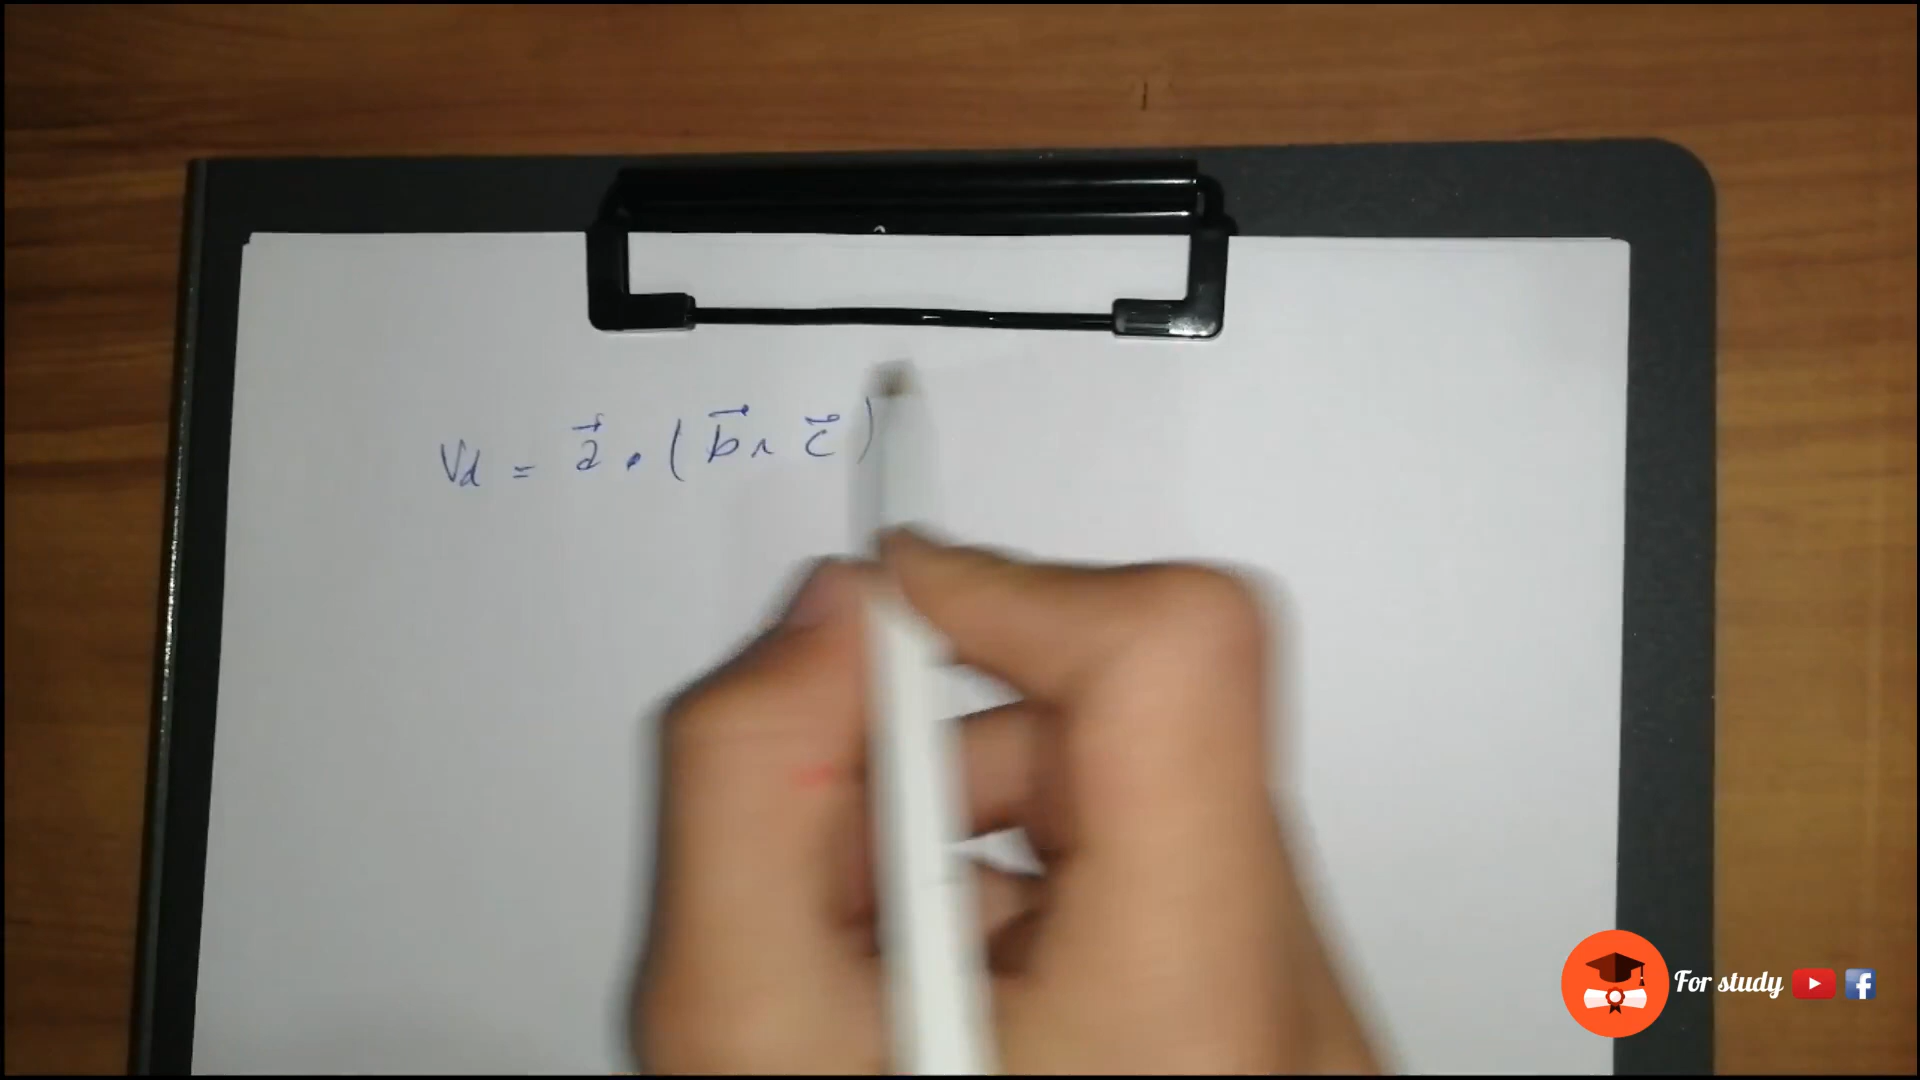 Vd = a⃗ . ( b⃗ ∧ c⃗ )
For study